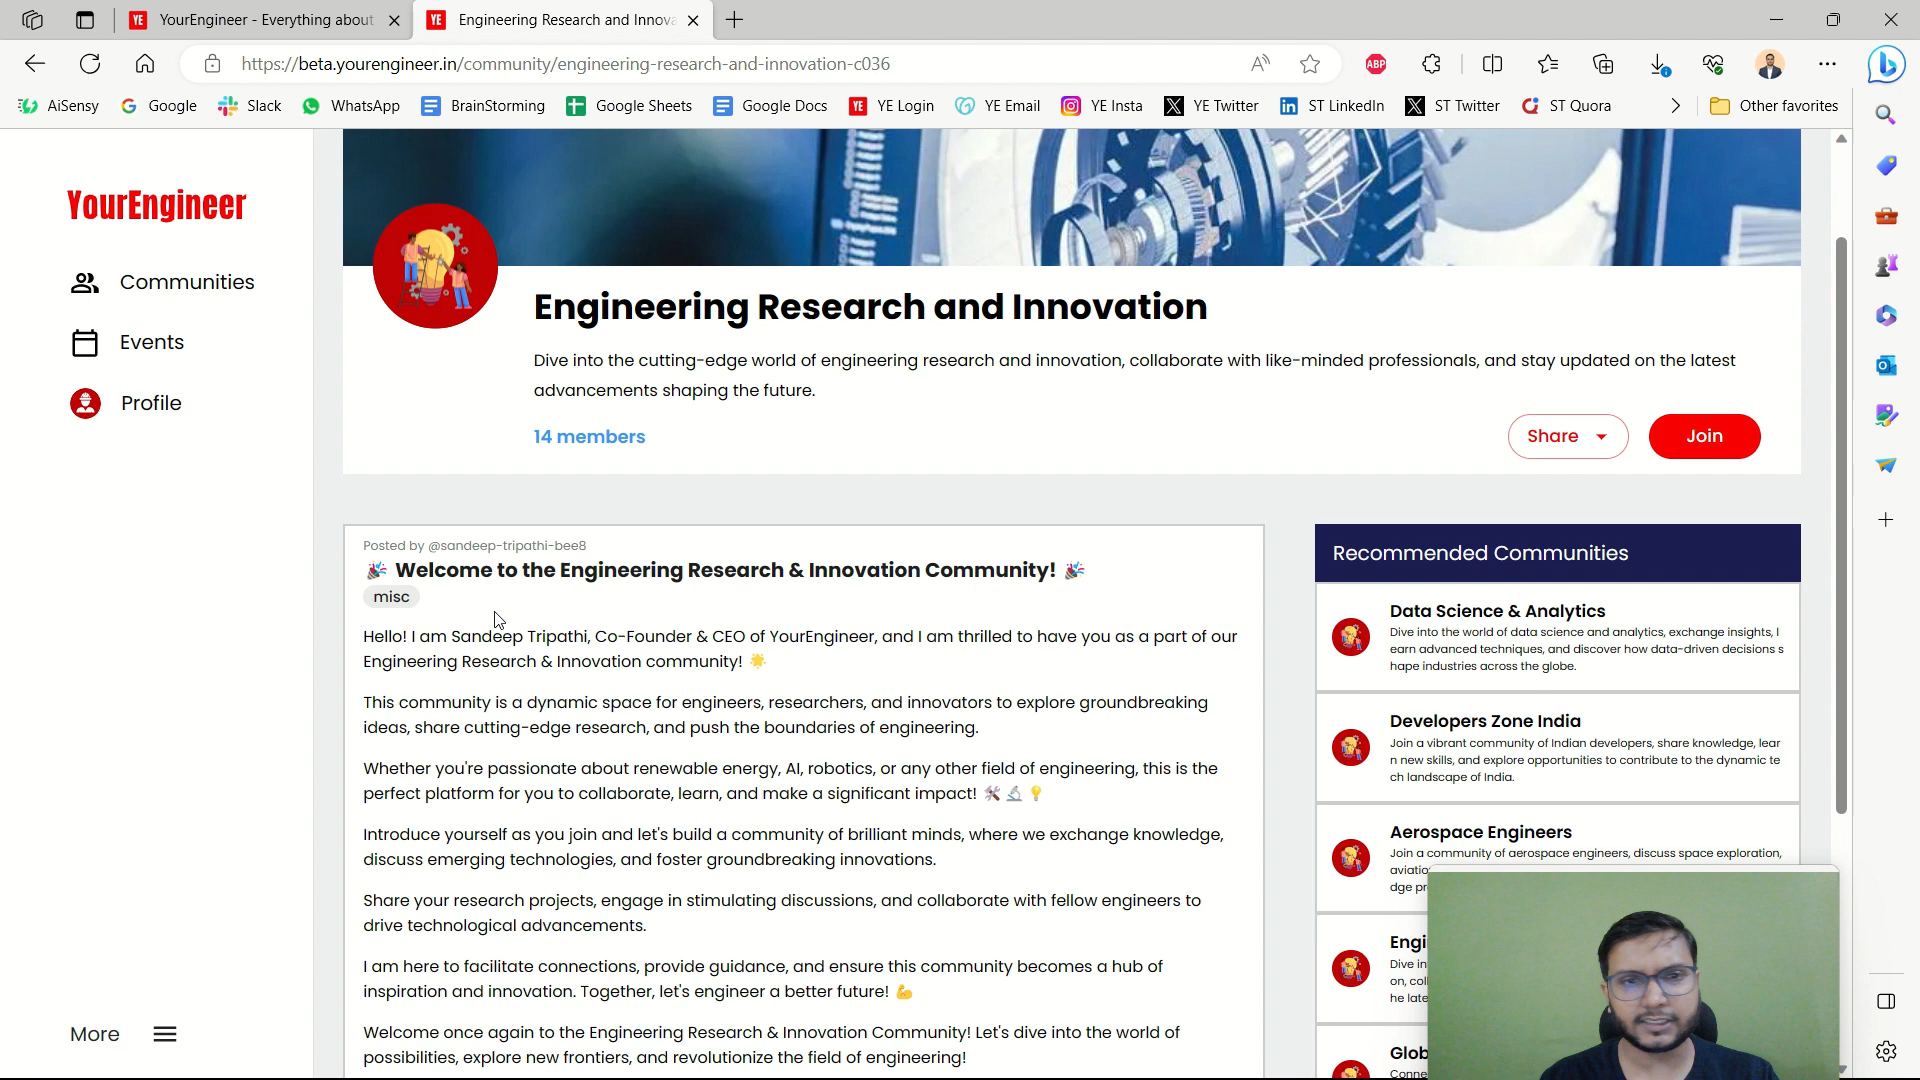 YE YourEngineer - Everything about
YE Engineering Research and Innova
https://beta.yourengineer.in/community/engineering-research-and-innovation-c036
ABP
AiSensy
Google
Slack
WhatsApp
BrainStorming
Google Sheets
Google Docs
YE YE Login
YE Email
YE Insta
YE Twitter
ST LinkedIn
ST Twitter
ST Quora
Other favorites
YourEngineer
Communities
Events
Profile
More
Engineering Research and Innovation
Dive into the cutting-edge world of engineering research and innovation, collaborate with like-minded professionals, and stay updated on the latest
advancements shaping the future.
14 members
Share
Join
Posted by @sandeep-tripathi-bee8
🎉 Welcome to the Engineering Research & Innovation Community! 🎉
misc
Hello! I am Sandeep Tripathi, Co-Founder & CEO of YourEngineer, and I am thrilled to have you as a part of our
Engineering Research & Innovation community! 🌟
This community is a dynamic space for engineers, researchers, and innovators to explore groundbreaking
ideas, share cutting-edge research, and push the boundaries of engineering.
Whether you're passionate about renewable energy, AI, robotics, or any other field of engineering, this is the
perfect platform for you to collaborate, learn, and make a significant impact! 🛠️ 🔬 💡
Introduce yourself as you join and let's build a community of brilliant minds, where we exchange knowledge,
discuss emerging technologies, and foster groundbreaking innovations.
Share your research projects, engage in stimulating discussions, and collaborate with fellow engineers to
drive technological advancements.
I am here to facilitate connections, provide guidance, and ensure this community becomes a hub of
inspiration and innovation. Together, let's engineer a better future! 💪
Welcome once again to the Engineering Research & Innovation Community! Let's dive into the world of
possibilities, explore new frontiers, and revolutionize the field of engineering!
Recommended Communities
Data Science & Analytics
Dive into the world of data science and analytics, exchange insights, l
earn advanced techniques, and discover how data-driven decisions s
hape industries across the globe.
Developers Zone India
Join a vibrant community of Indian developers, share knowledge, lear
n new skills, and explore opportunities to contribute to the dynamic te
ch landscape of India.
Aerospace Engineers
Join a community of aerospace engineers, discuss space exploration,
aviatio
dge pr
Engi
Dive in
on, col
he late
Glob
Conne